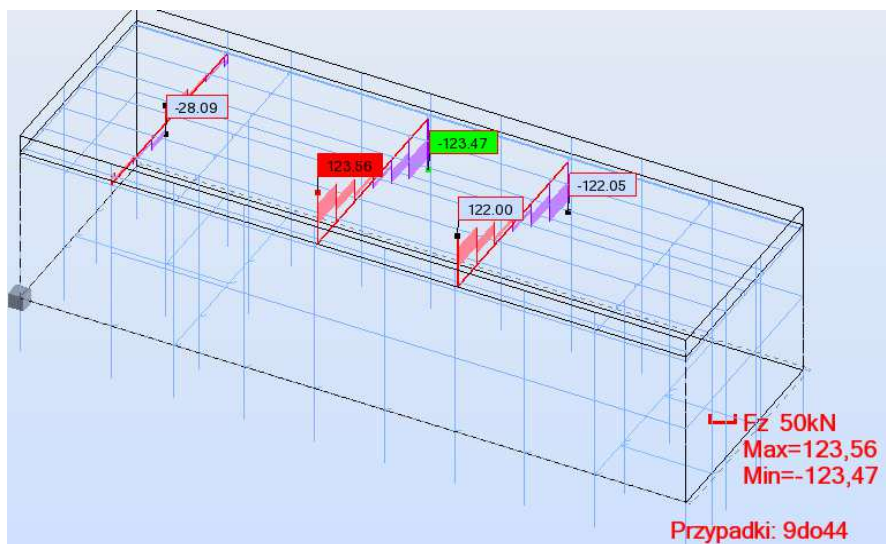 -28.09
-123.47
123.56
-122.05
122.00
Fz 50kN
Max=123,56
Min=-123,47
Przypadki: 9do44